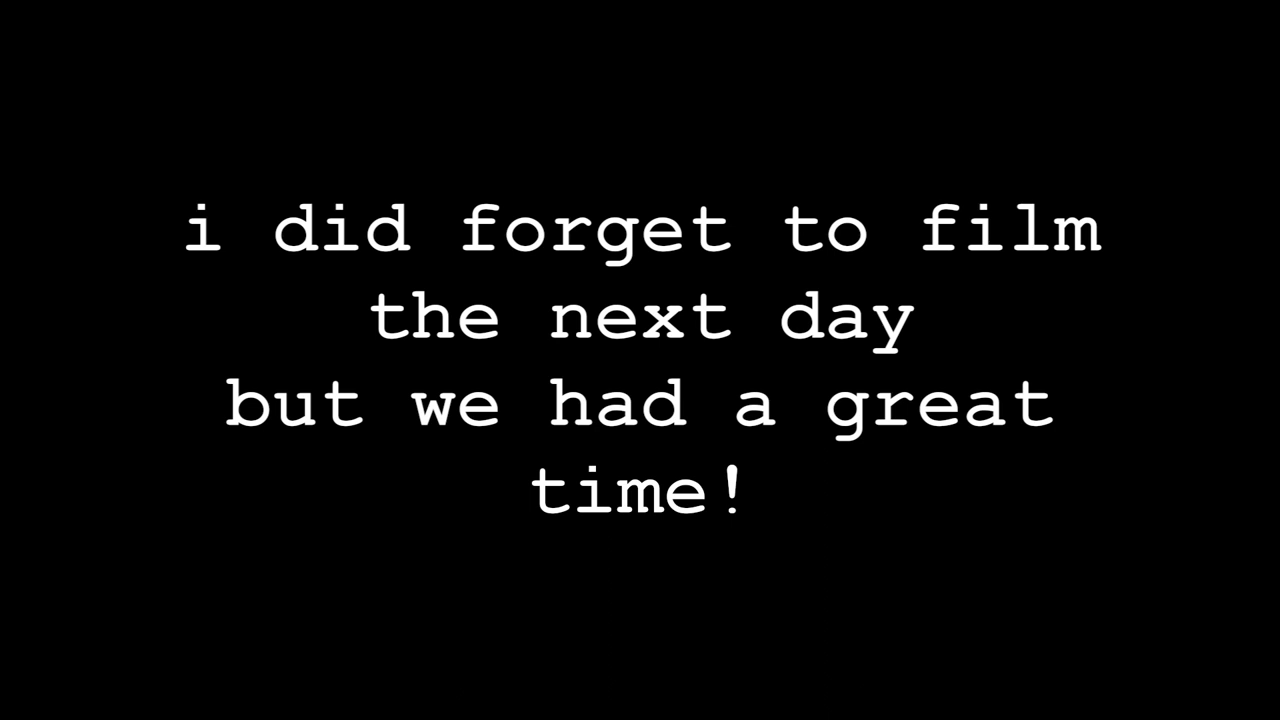 i did forget to film
the next day
but we had a great
time!